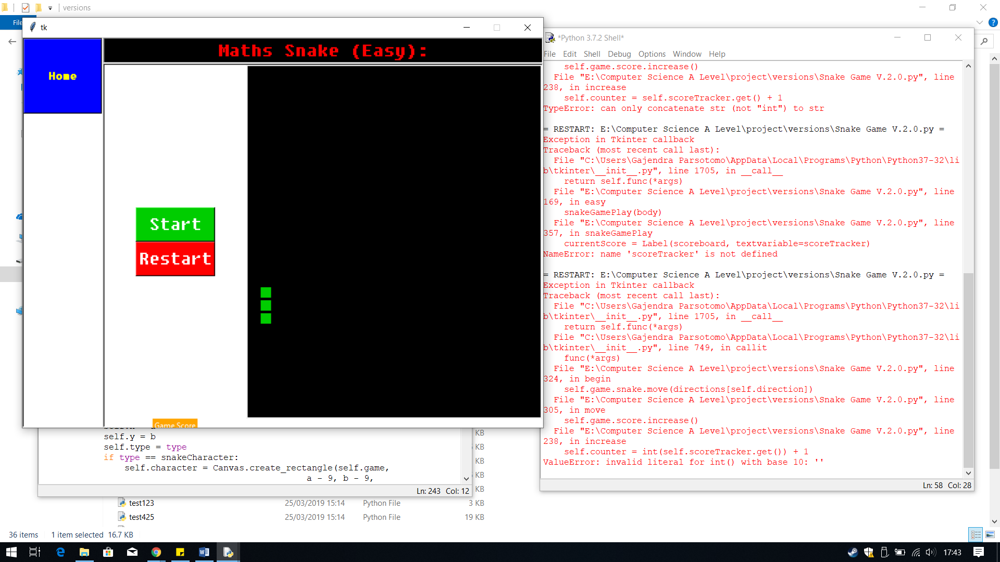 versions
File
tk
Home
Maths Snake (Easy):
Start
Restart
Game Score
*Python 3.7.2 Shell*
File Edit Shell Debug Options Window Help
self.game.score.increase()
File "E:\Computer Science A Level\project\versions\Snake Game V.2.0.py", line
238, in increase
self.counter = self.scoreTracker.get() + 1
TypeError: can only concatenate str (not "int") to str
= RESTART: E:\Computer Science A Level\project\versions\Snake Game V.2.0.py =
Exception in Tkinter callback
Traceback (most recent call last):
File "C:\Users\Gajendra Parsotomo\AppData\Local\Programs\Python\Python37-32\li
b\tkinter\__init__.py", line 1705, in __call__
return self.func(*args)
File "E:\Computer Science A Level\project\versions\Snake Game V.2.0.py", line
169, in easy
snakeGamePlay(body)
File "E:\Computer Science A Level\project\versions\Snake Game V.2.0.py", line
357, in snakeGamePlay
currentScore = Label(scoreboard, textvariable=scoreTracker)
NameError: name 'scoreTracker' is not defined
= RESTART: E:\Computer Science A Level\project\versions\Snake Game V.2.0.py =
Exception in Tkinter callback
Traceback (most recent call last):
File "C:\Users\Gajendra Parsotomo\AppData\Local\Programs\Python\Python37-32\li
b\tkinter\__init__.py", line 1705, in __call__
return self.func(*args)
File "C:\Users\Gajendra Parsotomo\AppData\Local\Programs\Python\Python37-32\li
b\tkinter\__init__.py", line 749, in callit
func(*args)
File "E:\Computer Science A Level\project\versions\Snake Game V.2.0.py", line
324, in begin
self.game.snake.move(directions[self.direction])
File "E:\Computer Science A Level\project\versions\Snake Game V.2.0.py", line
305, in move
self.game.score.increase()
File "E:\Computer Science A Level\project\versions\Snake Game V.2.0.py", line
238, in increase
self.counter = int(self.scoreTracker.get()) + 1
ValueError: invalid literal for int() with base 10: ''
Ln: 58 Col: 28
self.y = b
self.type = type
if type == snakeCharacter:
self.character = Canvas.create_rectangle(self.game,
a - 9, b - 9,
Ln: 243 Col: 12
KB
KB
KB
KB
KB
test123 25/03/2019 15:14 Python File 3 KB
test425 25/03/2019 15:14 Python File 19 KB
36 items 1 item selected 16.7 KB
17:43